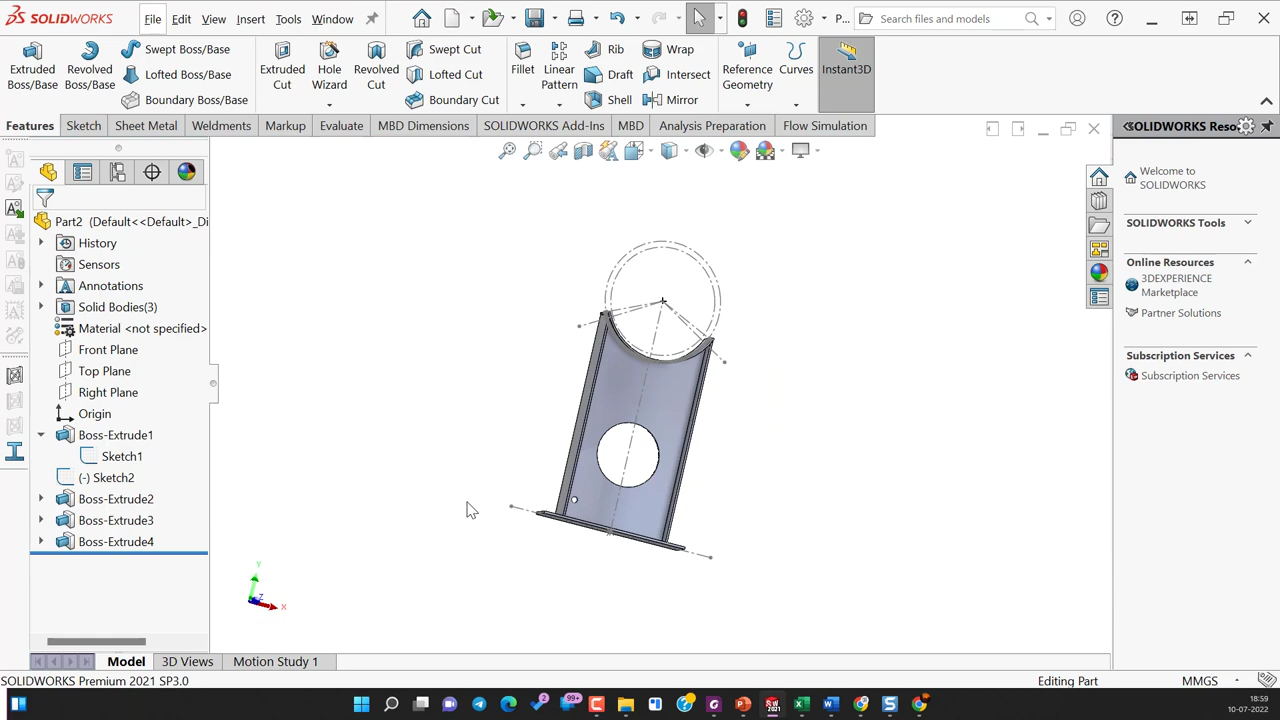 SOLIDWORKS File Edit View Insert Tools Window P... Search files and models
Extruded Boss/Base
Revolved Boss/Base
Swept Boss/Base
Lofted Boss/Base
Boundary Boss/Base
Extruded Cut
Hole Wizard
Revolved Cut
Swept Cut
Lofted Cut
Boundary Cut
Fillet
Linear Pattern
Rib
Draft
Shell
Wrap
Intersect
Mirror
Reference Geometry
Curves
Instant3D
Features Sketch Sheet Metal Weldments Markup Evaluate MBD Dimensions SOLIDWORKS Add-Ins MBD Analysis Preparation Flow Simulation
Part2 (Default<<Default>_Di
History
Sensors
Annotations
Solid Bodies(3)
Material <not specified>
Front Plane
Top Plane
Right Plane
Origin
Boss-Extrude1
Sketch1
(-) Sketch2
Boss-Extrude2
Boss-Extrude3
Boss-Extrude4
Y
Z
X
OLIDWORKS Reso
Welcome to
SOLIDWORKS
SOLIDWORKS Tools
Online Resources
3DEXPERIENCE
Marketplace
Partner Solutions
Subscription Services
Subscription Services
Model 3D Views Motion Study 1
SOLIDWORKS Premium 2021 SP3.0 Editing Part MMGS
2
99+
18:59
10-07-2022